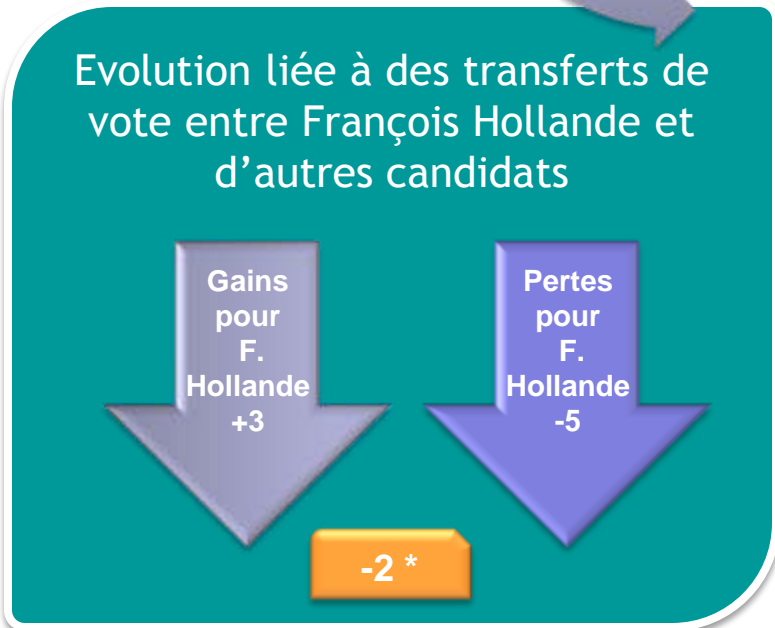 Evolution liée à des transferts de
vote entre François Hollande et
d’autres candidats
Gains
pour
F.
Hollande
+3
Pertes
pour
F.
Hollande
-5
-2 *